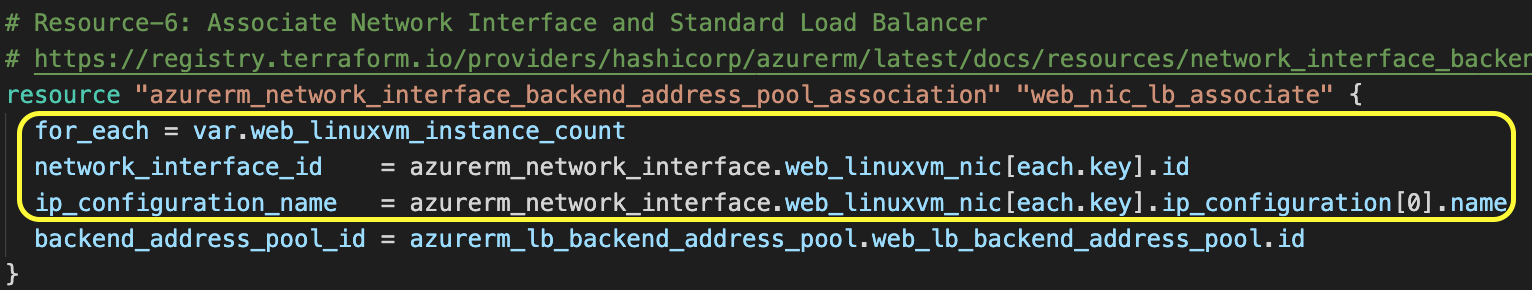 # Resource-6: Associate Network Interface and Standard Load Balancer
# https://registry.terraform.io/providers/hashicorp/azurerm/latest/docs/resources/network_interface_backen
resource "azurerm_network_interface_backend_address_pool_association" "web_nic_lb_associate" {
  for_each = var.web_linuxvm_instance_count
  network_interface_id    = azurerm_network_interface.web_linuxvm_nic[each.key].id
  ip_configuration_name   = azurerm_network_interface.web_linuxvm_nic[each.key].ip_configuration[0].name
  backend_address_pool_id = azurerm_lb_backend_address_pool.web_lb_backend_address_pool.id
}